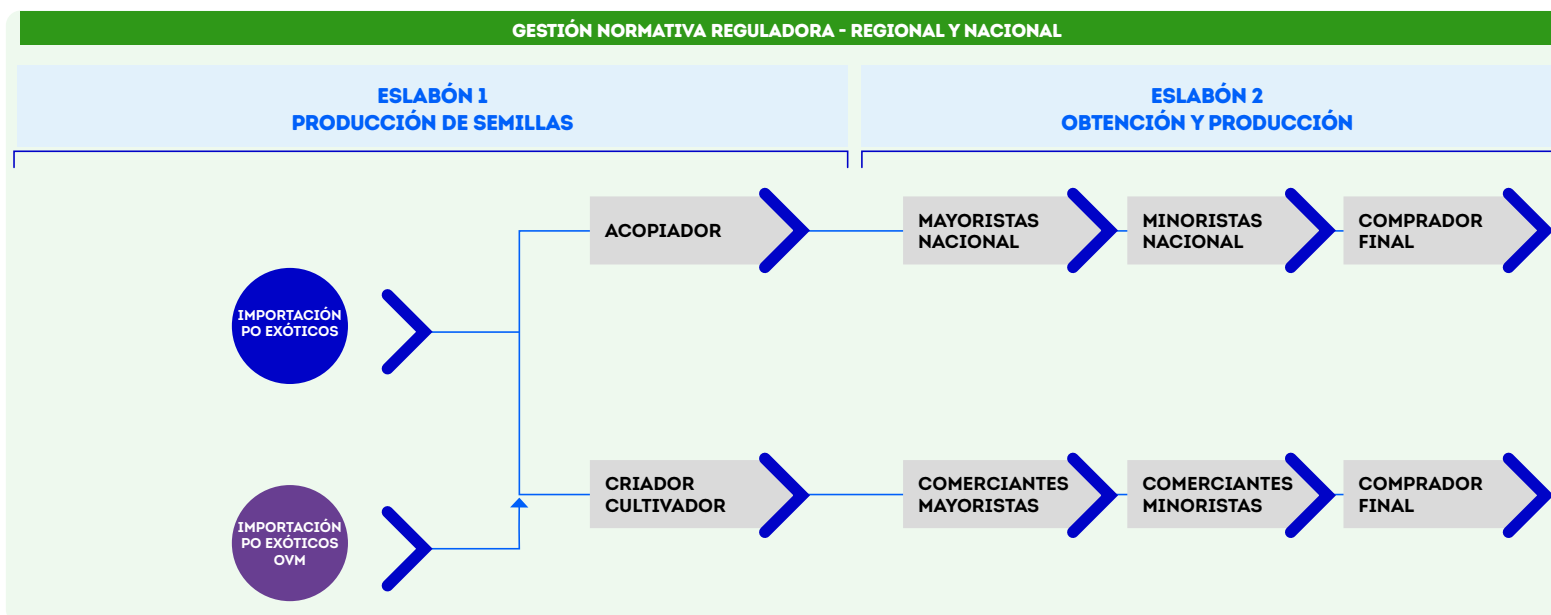 GESTIÓN NORMATIVA REGULADORA - REGIONAL Y NACIONAL
ESLABÓN 1
PRODUCCIÓN DE SEMILLAS
ESLABÓN 2
OBTENCIÓN Y PRODUCCIÓN
IMPORTACIÓN
PO EXÓTICOS
ACOPIADOR
MAYORISTAS
NACIONAL
MINORISTAS
NACIONAL
COMPRADOR
FINAL
IMPORTACIÓN
PO EXÓTICOS
OVM
CRIADOR
CULTIVADOR
COMERCIANTES
MAYORISTAS
COMERCIANTES
MINORISTAS
COMPRADOR
FINAL